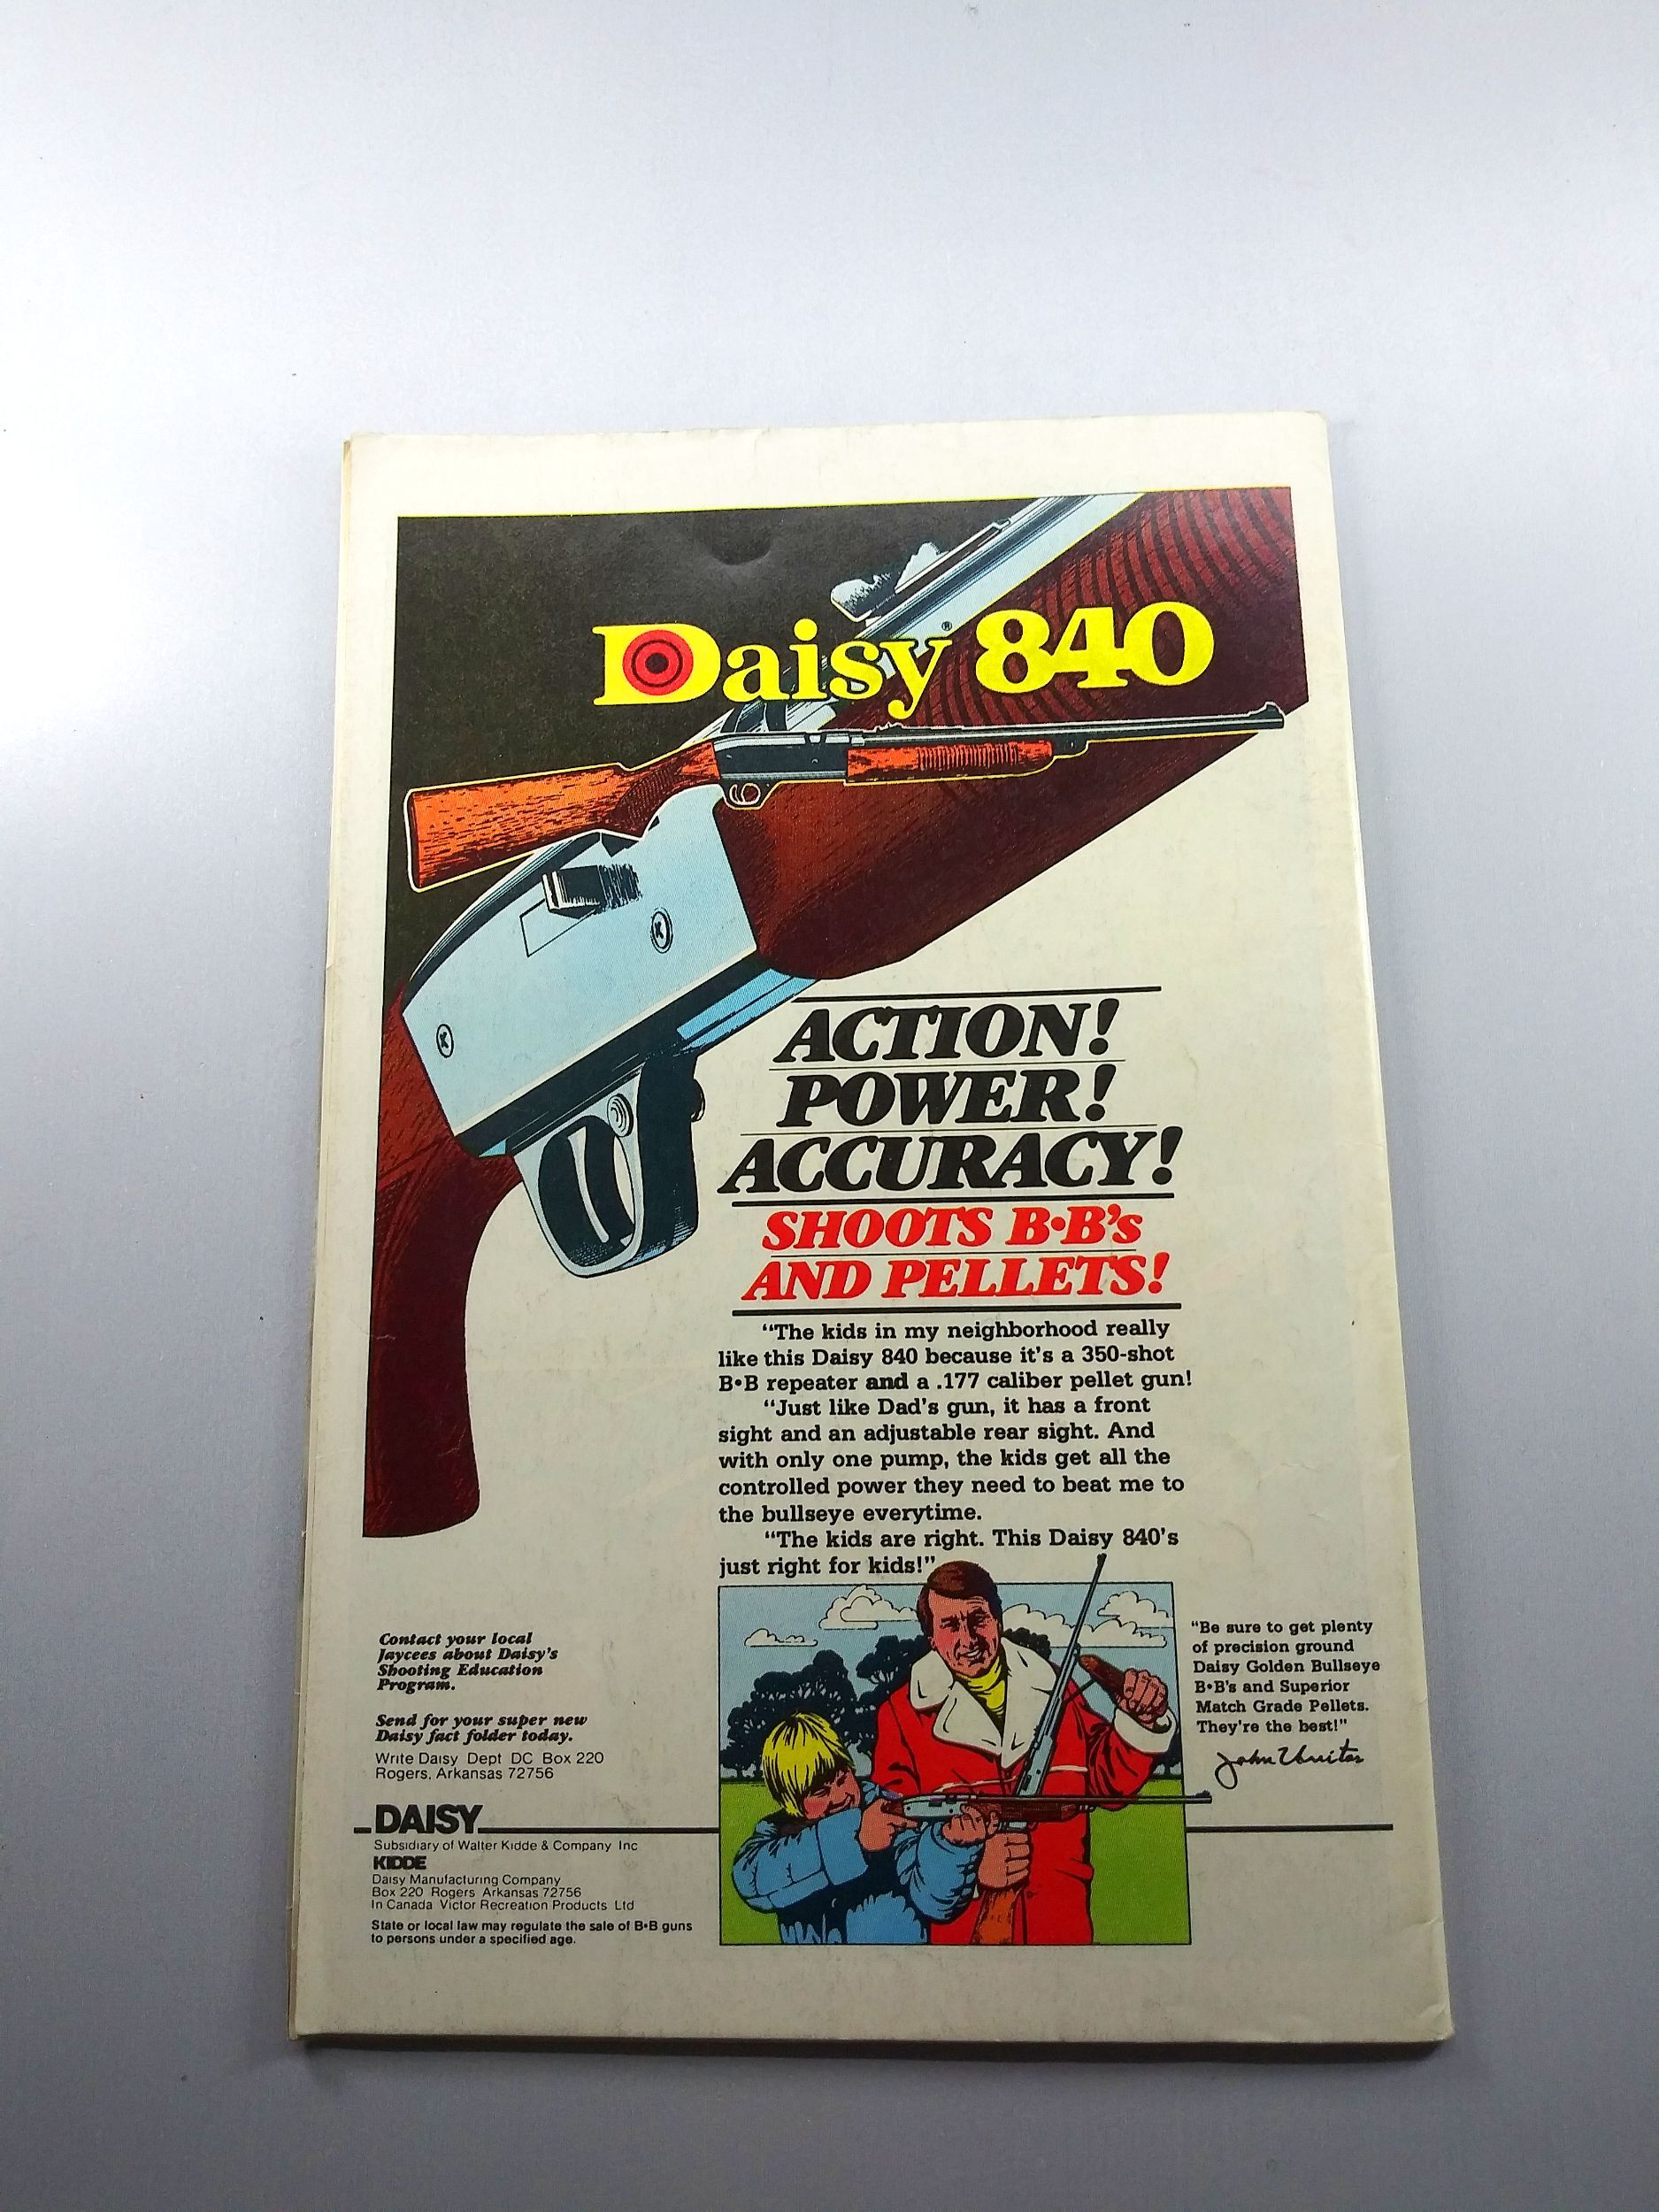 Daisy® 840
ACTION!
POWER!
ACCURACY!
SHOOTS B•B's
AND PELLETS!
"The kids in my neighborhood really
like this Daisy 840 because it's a 350-shot
B•B repeater and a .177 caliber pellet gun!
"Just like Dad's gun, it has a front
sight and an adjustable rear sight. And
with only one pump, the kids get all the
controlled power they need to beat me to
the bullseye everytime.
"The kids are right. This Daisy 840's
just right for kids!"
"Be sure to get plenty
of precision ground
Daisy Golden Bullseye
B•B's and Superior
Match Grade Pellets.
They're the best!"
John Unitas
Contact your local
Jaycees about Daisy's
Shooting Education
Program.
Send for your super new
Daisy fact folder today.
Write Daisy Dept DC Box 220
Rogers, Arkansas 72756
DAISY
Subsidiary of Walter Kidde & Company Inc
KIDDE
Daisy Manufacturing Company
Box 220 Rogers Arkansas 72756
In Canada Victor Recreation Products Ltd
State or local law may regulate the sale of B•B guns
to persons under a specified age.